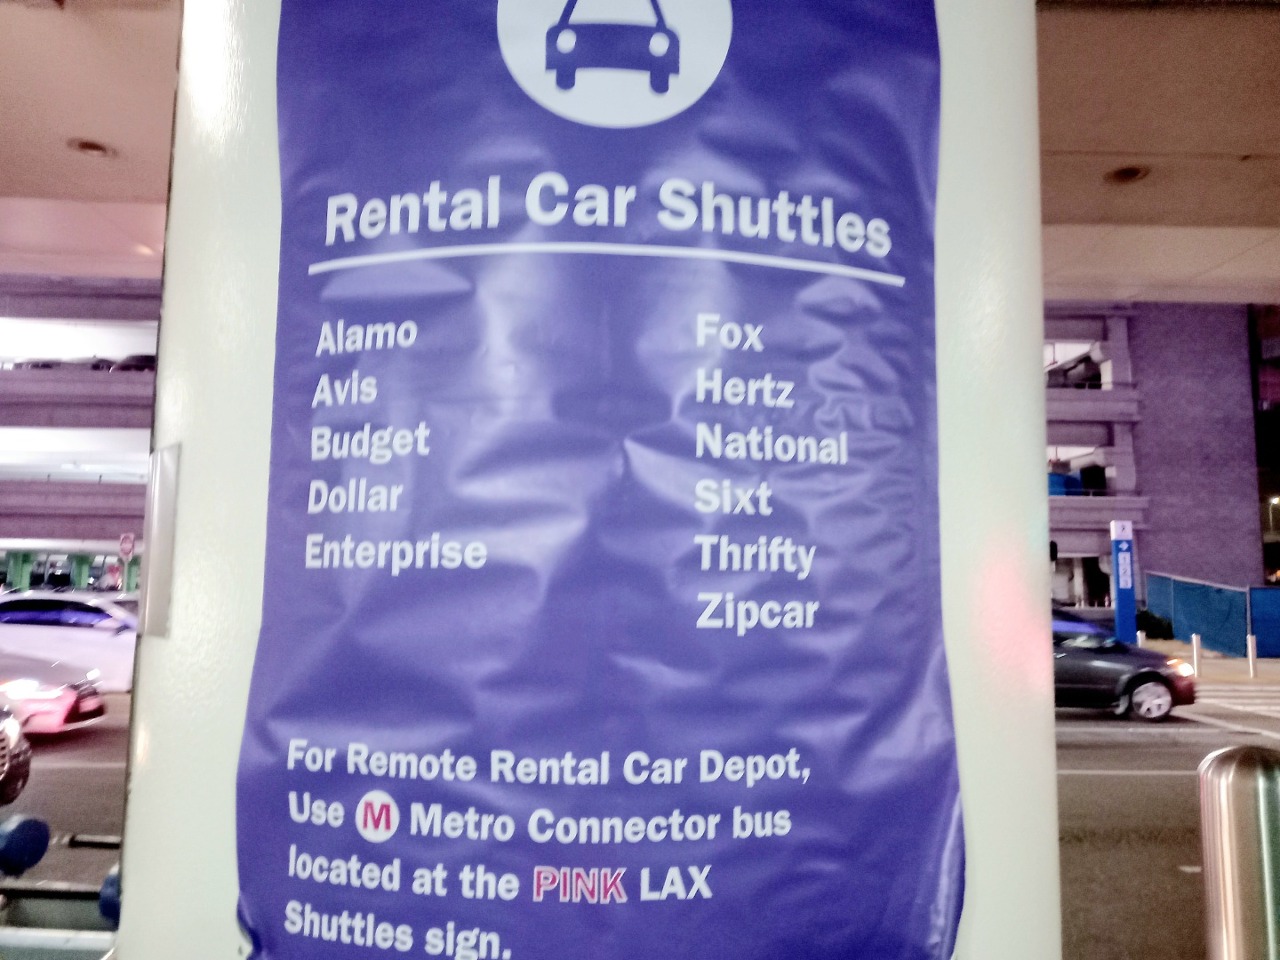 Rental Car Shuttles
Alamo
Avis
Budget
Dollar
Enterprise
Fox
Hertz
National
Sixt
Thrifty
Zipcar
For Remote Rental Car Depot,
Use M Metro Connector bus
located at the PINK LAX
Shuttles sign.